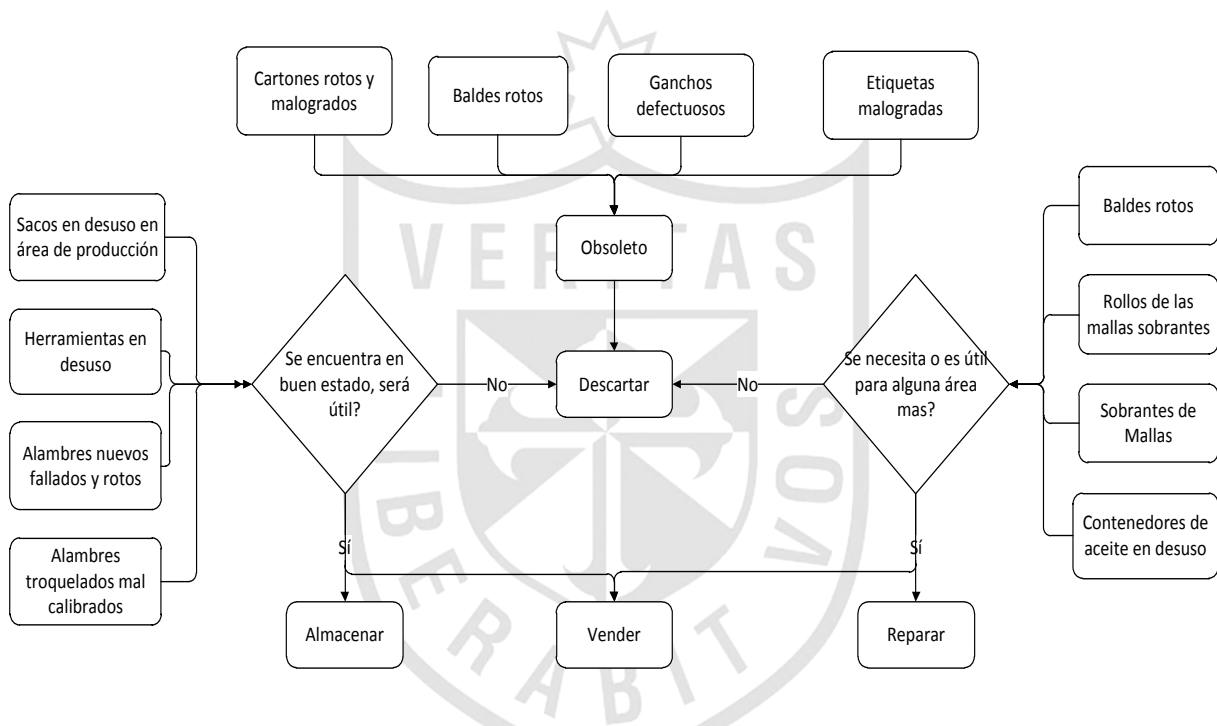 Cartones rotos y
malogrados
Baldes rotos
Ganchos
defectuosos
Etiquetas
malogradas
Sacos en desuso en
área de producción
Herramientas en
desuso
Alambres nuevos
fallados y rotos
Alambres
troquelados mal
calibrados
Obsoleto
Se encuentra en
buen estado, será
útil?
No
Descartar
No
Se necesita o es útil
para alguna área
mas?
Baldes rotos
Rollos de las
mallas sobrantes
Sobrantes de
Mallas
Contenedores de
aceite en desuso
Sí
Sí
Almacenar
Vender
Reparar
VERITAS
LIBERABIT
VOS